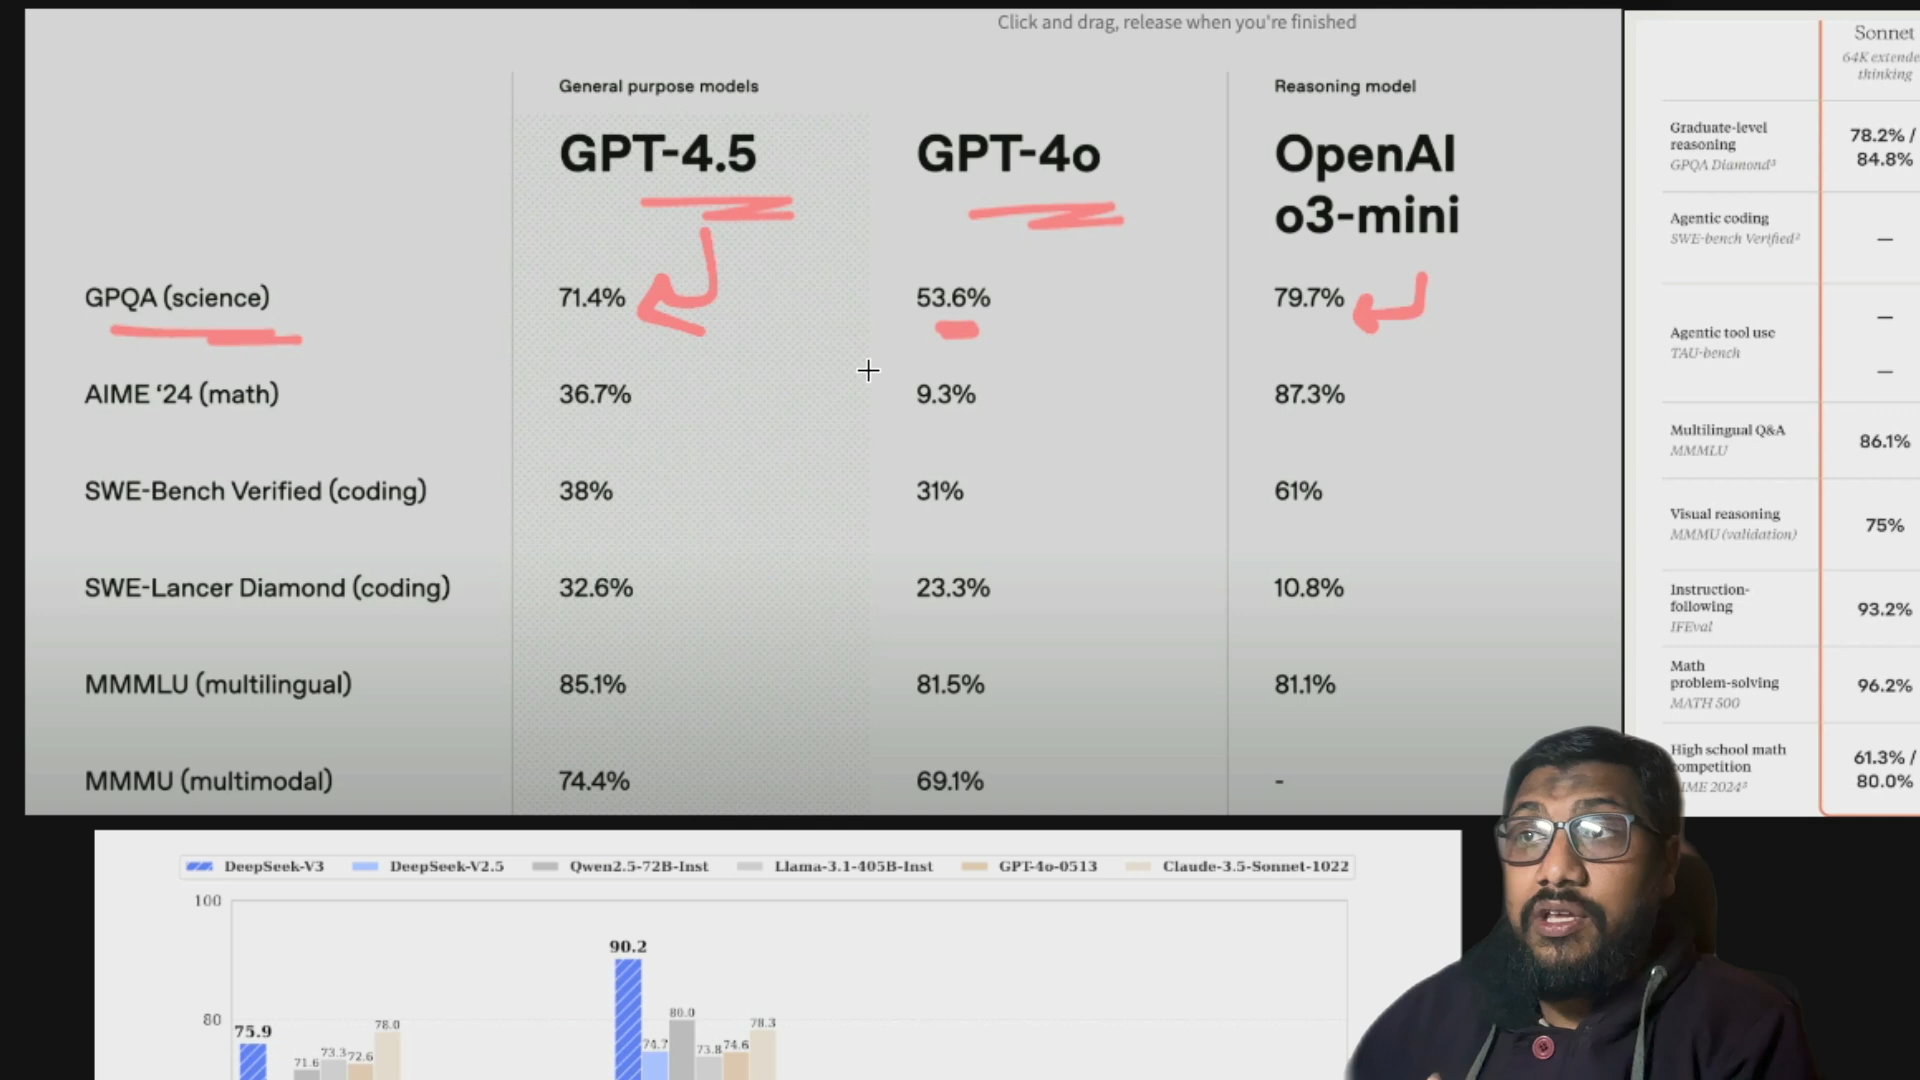 Click and drag, release when you're finished
General purpose models
Reasoning model
GPT-4.5
GPT-4o
OpenAI
o3-mini
GPQA (science)
71.4%
53.6%
79.7%
AIME ‘24 (math)
36.7%
9.3%
87.3%
SWE-Bench Verified (coding)
38%
31%
61%
SWE-Lancer Diamond (coding)
32.6%
23.3%
10.8%
MMMLU (multilingual)
85.1%
81.5%
81.1%
MMMU (multimodal)
74.4%
69.1%
-
Sonnet
64K extende
thinking
Graduate-level
reasoning
GPQA Diamond³
78.2% /
84.8%
Agentic coding
SWE-bench Verified²
—
Agentic tool use
TAU-bench
—
—
Multilingual Q&A
MMMLU
86.1%
Visual reasoning
MMMU (validation)
75%
Instruction-
following
IFEval
93.2%
Math
problem-solving
MATH 500
96.2%
High school math
ompetition
IME 2024³
61.3% /
80.0%
DeepSeek-V3
DeepSeek-V2.5
Qwen2.5-72B-Inst
Llama-3.1-405B-Inst
GPT-4o-0513
Claude-3.5-Sonnet-1022
100
80
75.9
71.6
73.3
72.6
78.0
90.2
74.7
80.0
73.8
74.6
78.3